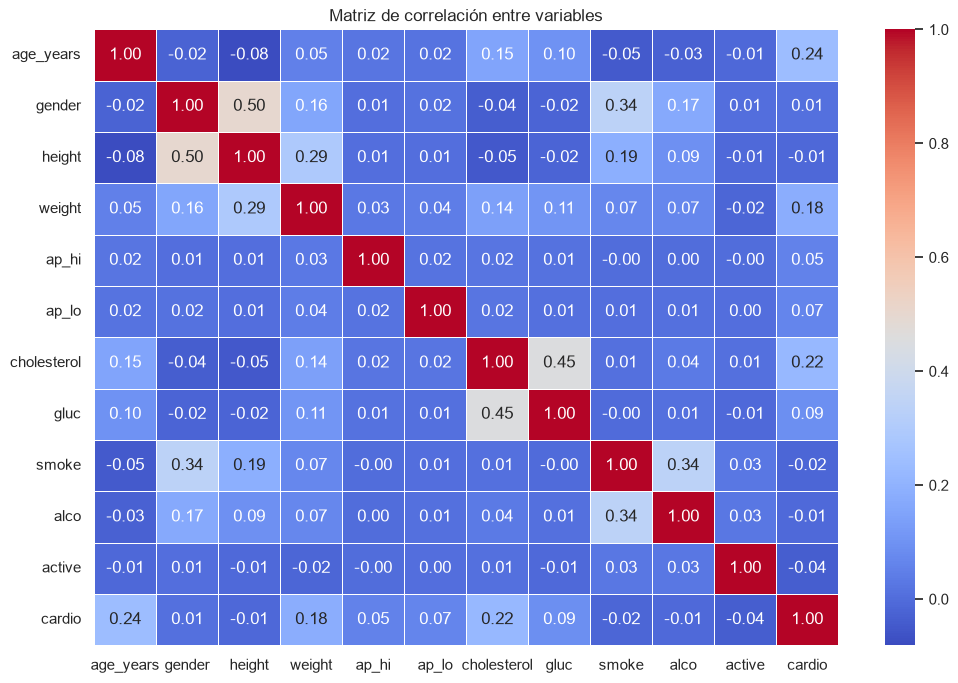 Matriz de correlación entre variables
age_years 1.00 -0.02 -0.08 0.05 0.02 0.02 0.15 0.10 -0.05 -0.03 -0.01 0.24
gender -0.02 1.00 0.50 0.16 0.01 0.02 -0.04 -0.02 0.34 0.17 0.01 0.01
height -0.08 0.50 1.00 0.29 0.01 0.01 -0.05 -0.02 0.19 0.09 -0.01 -0.01
weight 0.05 0.16 0.29 1.00 0.03 0.04 0.14 0.11 0.07 0.07 -0.02 0.18
ap_hi 0.02 0.01 0.01 0.03 1.00 0.02 0.02 0.01 -0.00 0.00 -0.00 0.05
ap_lo 0.02 0.02 0.01 0.04 0.02 1.00 0.02 0.01 0.01 0.01 0.00 0.07
cholesterol 0.15 -0.04 -0.05 0.14 0.02 0.02 1.00 0.45 0.01 0.04 0.01 0.22
gluc 0.10 -0.02 -0.02 0.11 0.01 0.01 0.45 1.00 -0.00 0.01 -0.01 0.09
smoke -0.05 0.34 0.19 0.07 -0.00 0.01 0.01 -0.00 1.00 0.34 0.03 -0.02
alco -0.03 0.17 0.09 0.07 0.00 0.01 0.04 0.01 0.34 1.00 0.03 -0.01
active -0.01 0.01 -0.01 -0.02 -0.00 0.00 0.01 -0.01 0.03 0.03 1.00 -0.04
cardio 0.24 0.01 -0.01 0.18 0.05 0.07 0.22 0.09 -0.02 -0.01 -0.04 1.00
age_years gender height weight ap_hi ap_lo cholesterol gluc smoke alco active cardio
1.0
0.8
0.6
0.4
0.2
0.0